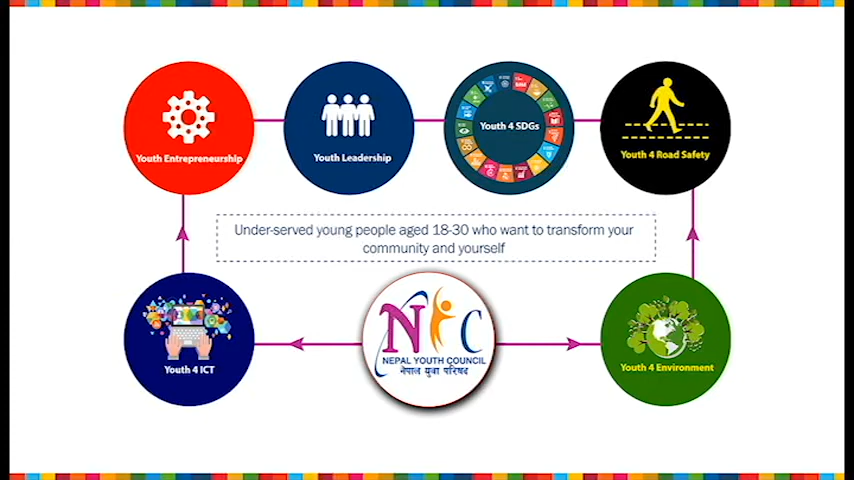 Youth Entrepreneurship
Youth Leadership
Youth 4 SDGs
Youth 4 Road Safety
Under-served young people aged 18-30 who want to transform your
community and yourself
Youth 4 ICT
NYC
NEPAL YOUTH COUNCIL
नेपाल युवा परिषद
Youth 4 Environment